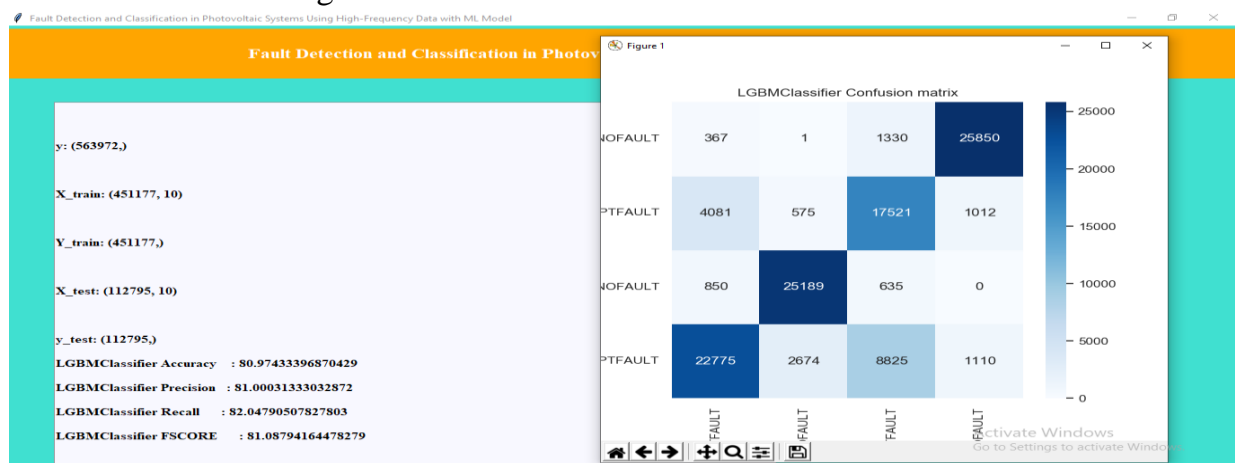 Fault Detection and Classification in Photovoltaic Systems Using High-Frequency Data with ML Model
Fault Detection and Classification in Photov
y: (563972,)
X_train: (451177, 10)
Y_train: (451177,)
X_test: (112795, 10)
y_test: (112795,)
LGBMClassifier Accuracy : 80.97433396870429
LGBMClassifier Precision : 81.00031333032872
LGBMClassifier Recall : 82.04790507827803
LGBMClassifier FSCORE : 81.08794164478279
Figure 1
LGBMClassifier Confusion matrix
NOFAULT 367 1 1330 25850
PTFAULT 4081 575 17521 1012
NOFAULT 850 25189 635 0
PTFAULT 22775 2674 8825 1110
FAULT FAULT FAULT FAULT
25000
20000
15000
10000
5000
0
Activate Windows
Go to Settings to activate Windows